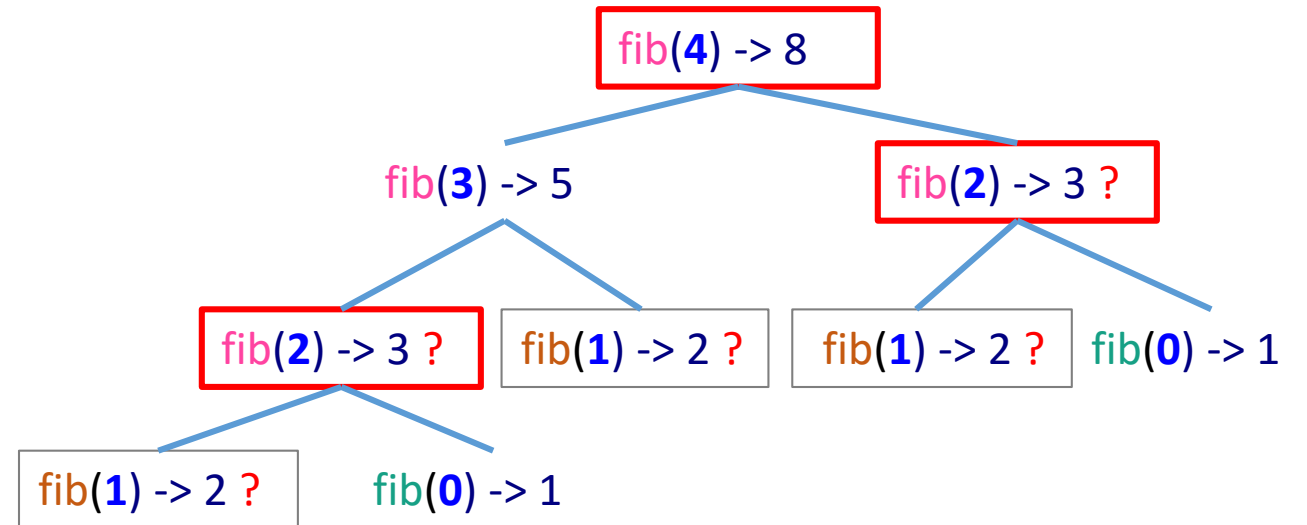 fib(4) -> 8
fib(3) -> 5
fib(2) -> 3 ?
fib(2) -> 3 ?
fib(1) -> 2 ?
fib(1) -> 2 ?
fib(0) -> 1
fib(1) -> 2 ?
fib(0) -> 1